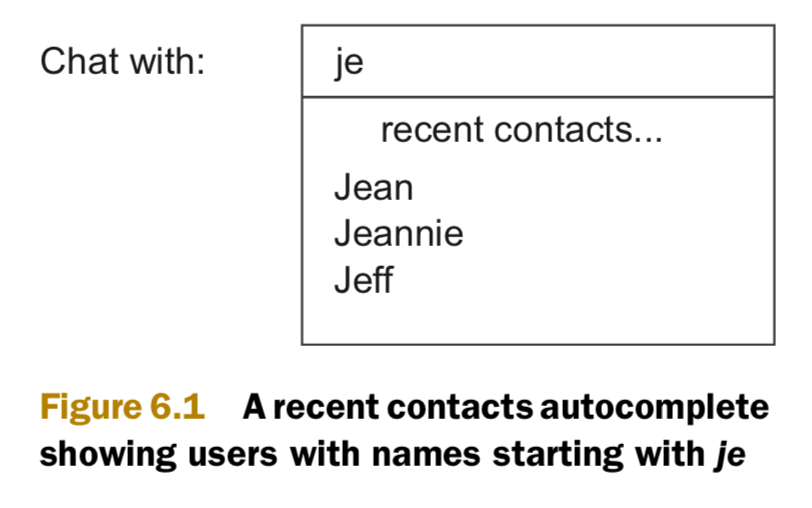 Chat with:
je
recent contacts...
Jean
Jeannie
Jeff
Figure 6.1 A recent contacts autocomplete
showing users with names starting with je